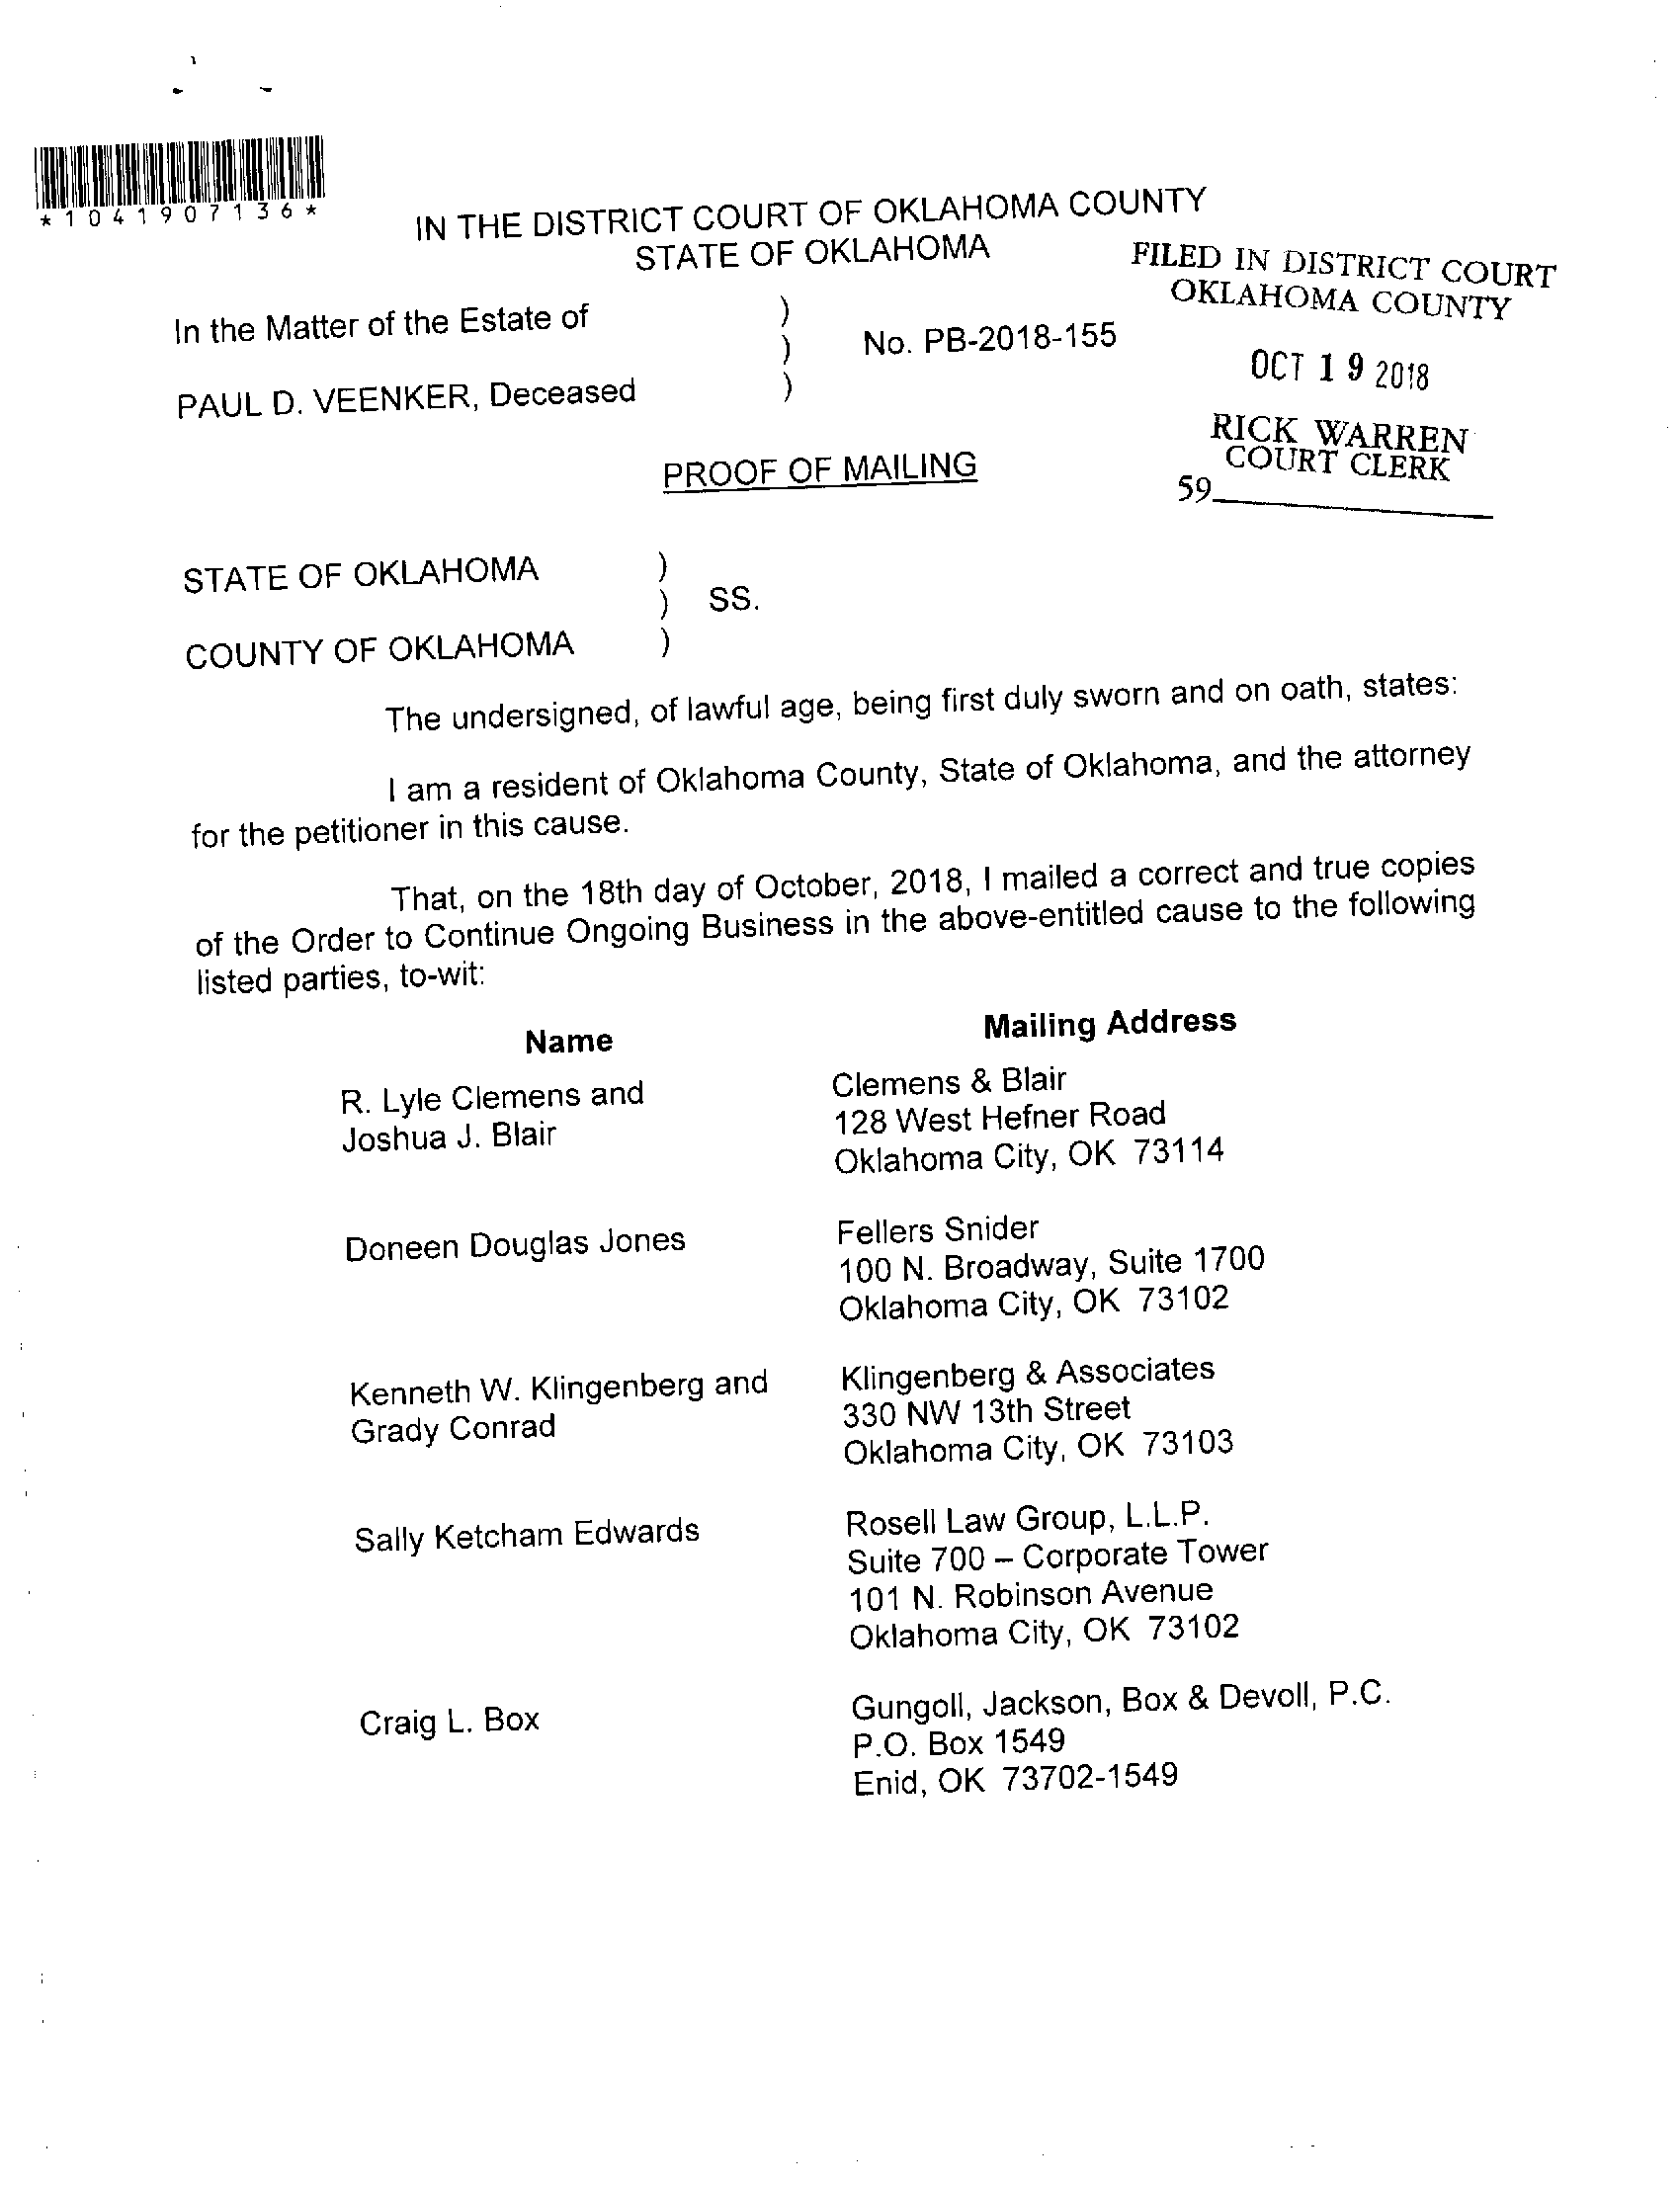 *1041907136*
IN THE DISTRICT COURT OF OKLAHOMA COUNTY
STATE OF OKLAHOMA
FILED IN DISTRICT COURT
OKLAHOMA COUNTY
In the Matter of the Estate of )
) No. PB-2018-155
PAUL D. VEENKER, Deceased )
OCT 19 2018
RICK WARREN
COURT CLERK
59
PROOF OF MAILING
STATE OF OKLAHOMA )
) SS.
COUNTY OF OKLAHOMA )
The undersigned, of lawful age, being first duly sworn and on oath, states:
I am a resident of Oklahoma County, State of Oklahoma, and the attorney
for the petitioner in this cause.
That, on the 18th day of October, 2018, I mailed a correct and true copies
of the Order to Continue Ongoing Business in the above-entitled cause to the following
listed parties, to-wit:
Name Mailing Address
R. Lyle Clemens and
Joshua J. Blair
Clemens & Blair
128 West Hefner Road
Oklahoma City, OK 73114
Doneen Douglas Jones
Fellers Snider
100 N. Broadway, Suite 1700
Oklahoma City, OK 73102
Kenneth W. Klingenberg and
Grady Conrad
Klingenberg & Associates
330 NW 13th Street
Oklahoma City, OK 73103
Sally Ketcham Edwards
Rosell Law Group, L.L.P.
Suite 700 – Corporate Tower
101 N. Robinson Avenue
Oklahoma City, OK 73102
Craig L. Box
Gungoll, Jackson, Box & Devoll, P.C.
P.O. Box 1549
Enid, OK 73702-1549